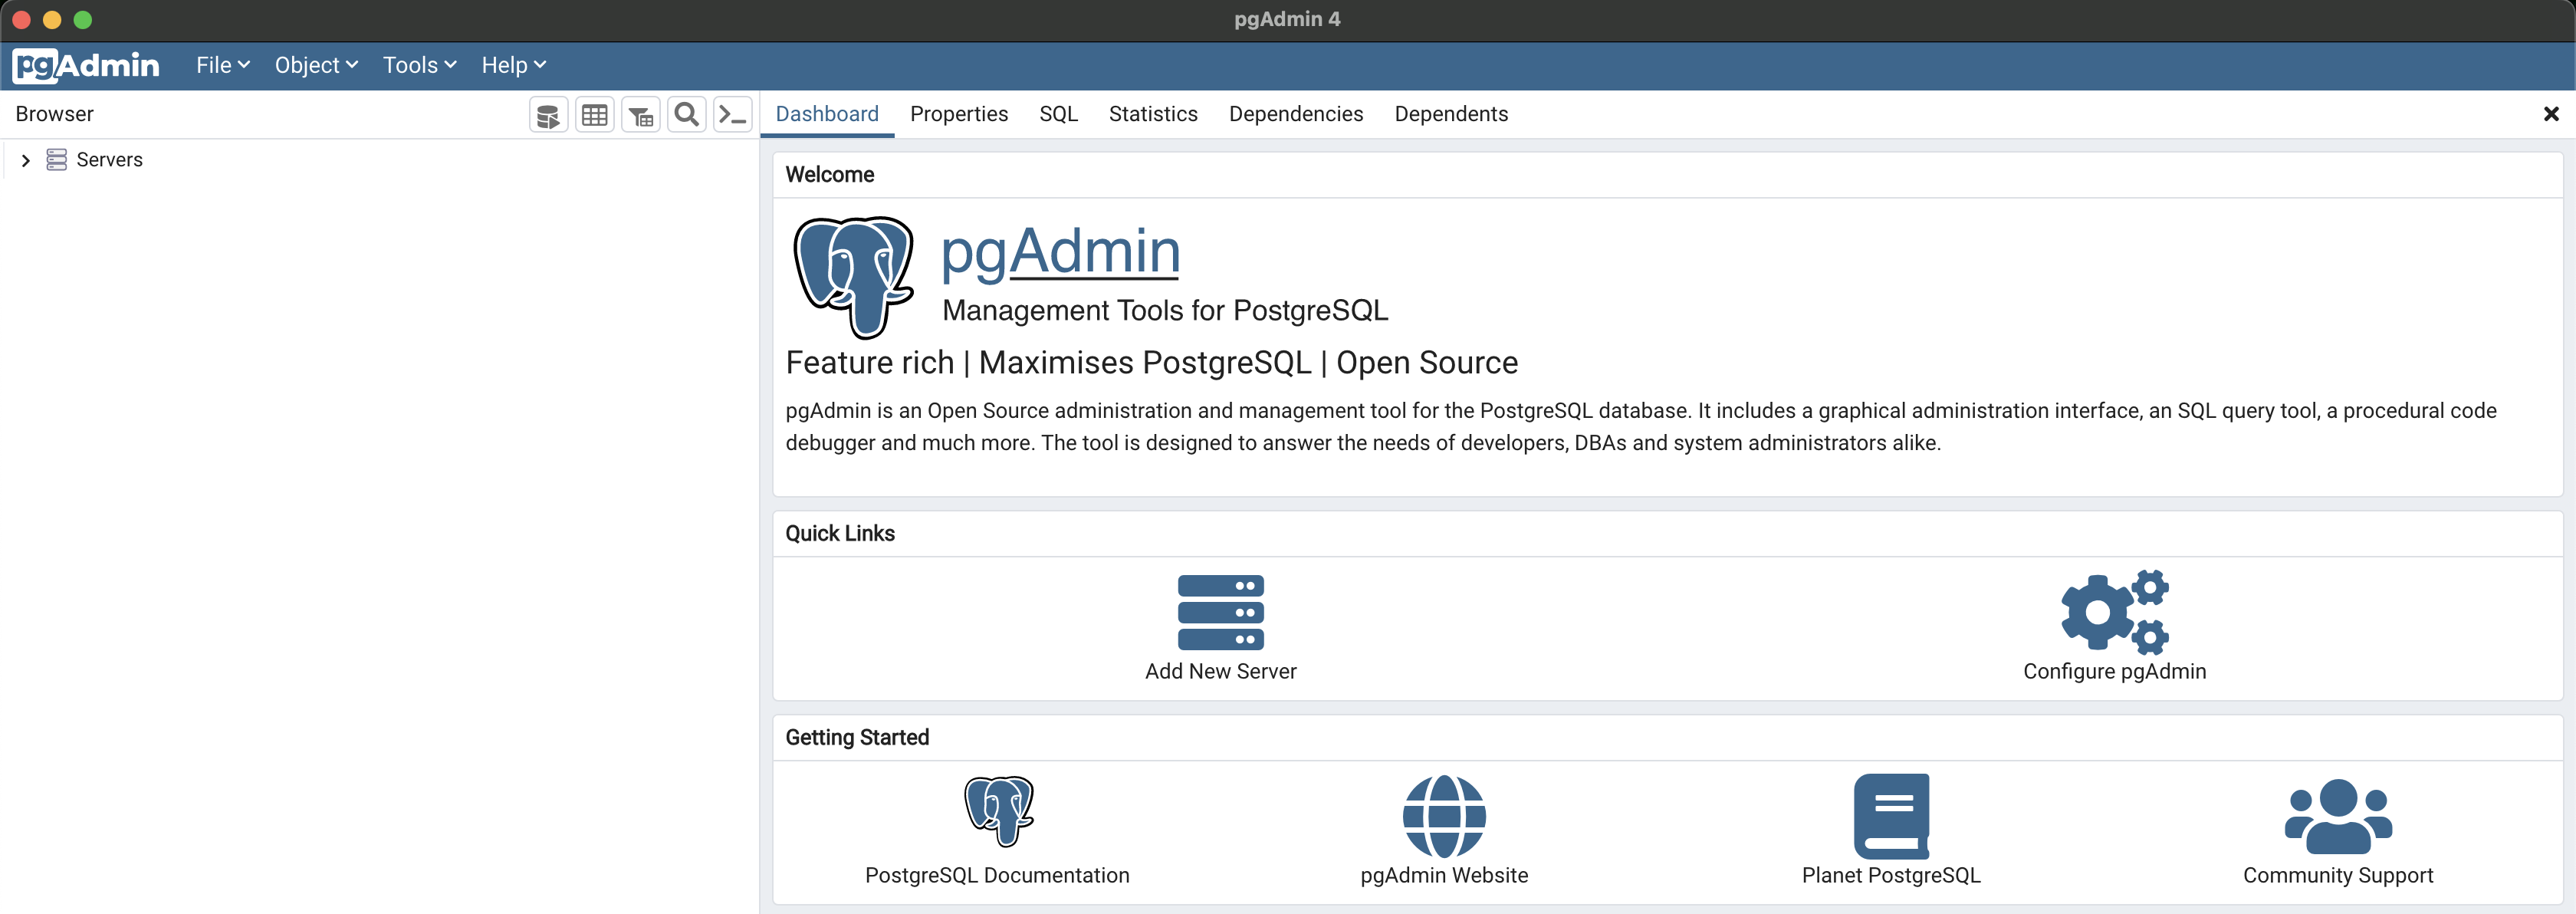 pgAdmin 4
pgAdmin File Object Tools Help
Browser
Dashboard Properties SQL Statistics Dependencies Dependents
Servers
Welcome
pgAdmin
Management Tools for PostgreSQL
Feature rich | Maximises PostgreSQL | Open Source
pgAdmin is an Open Source administration and management tool for the PostgreSQL database. It includes a graphical administration interface, an SQL query tool, a procedural code
debugger and much more. The tool is designed to answer the needs of developers, DBAs and system administrators alike.
Quick Links
Add New Server
Configure pgAdmin
Getting Started
PostgreSQL Documentation
pgAdmin Website
Planet PostgreSQL
Community Support